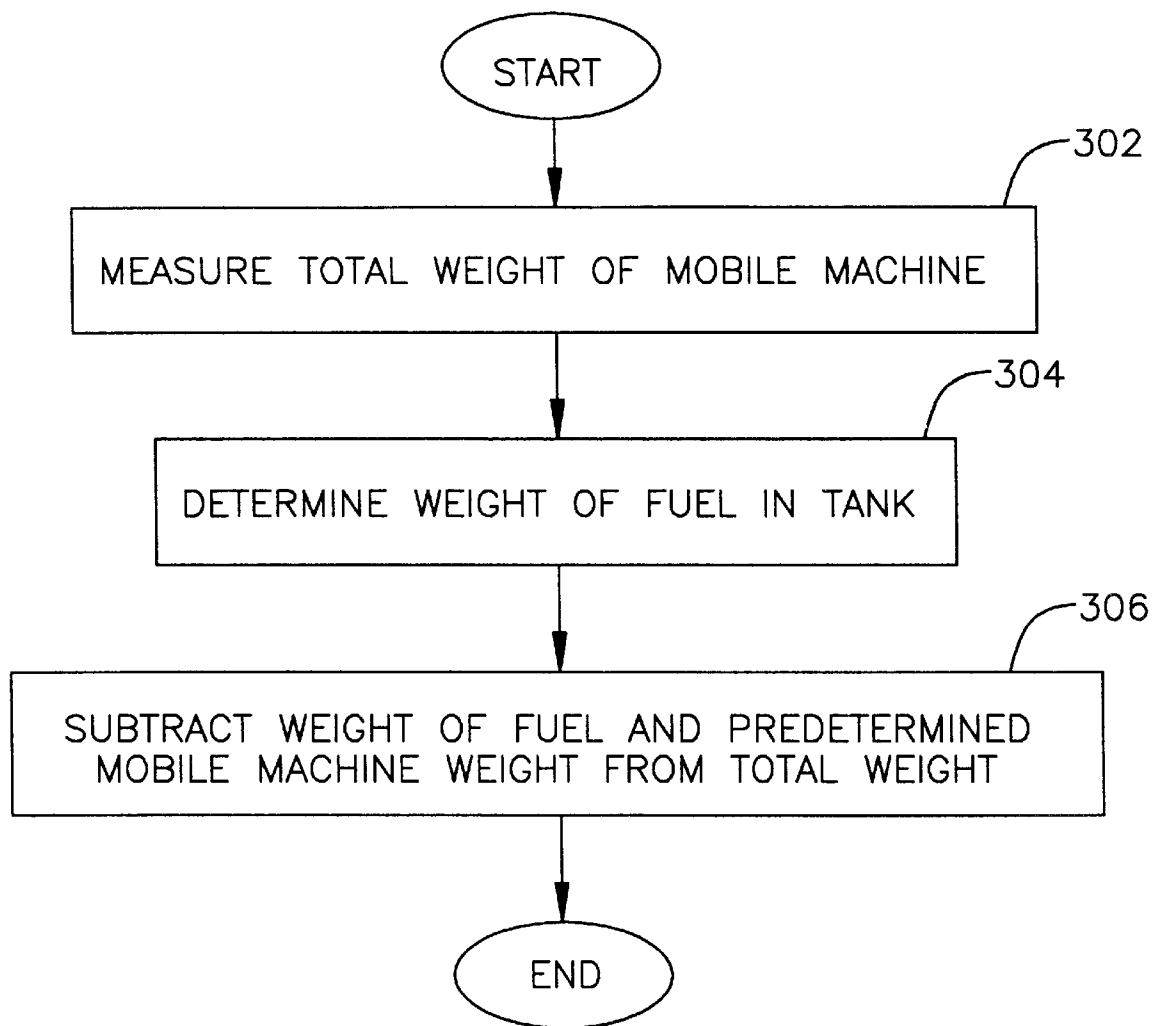 START
302
MEASURE TOTAL WEIGHT OF MOBILE MACHINE
304
DETERMINE WEIGHT OF FUEL IN TANK
306
SUBTRACT WEIGHT OF FUEL AND PREDETERMINED
MOBILE MACHINE WEIGHT FROM TOTAL WEIGHT
END